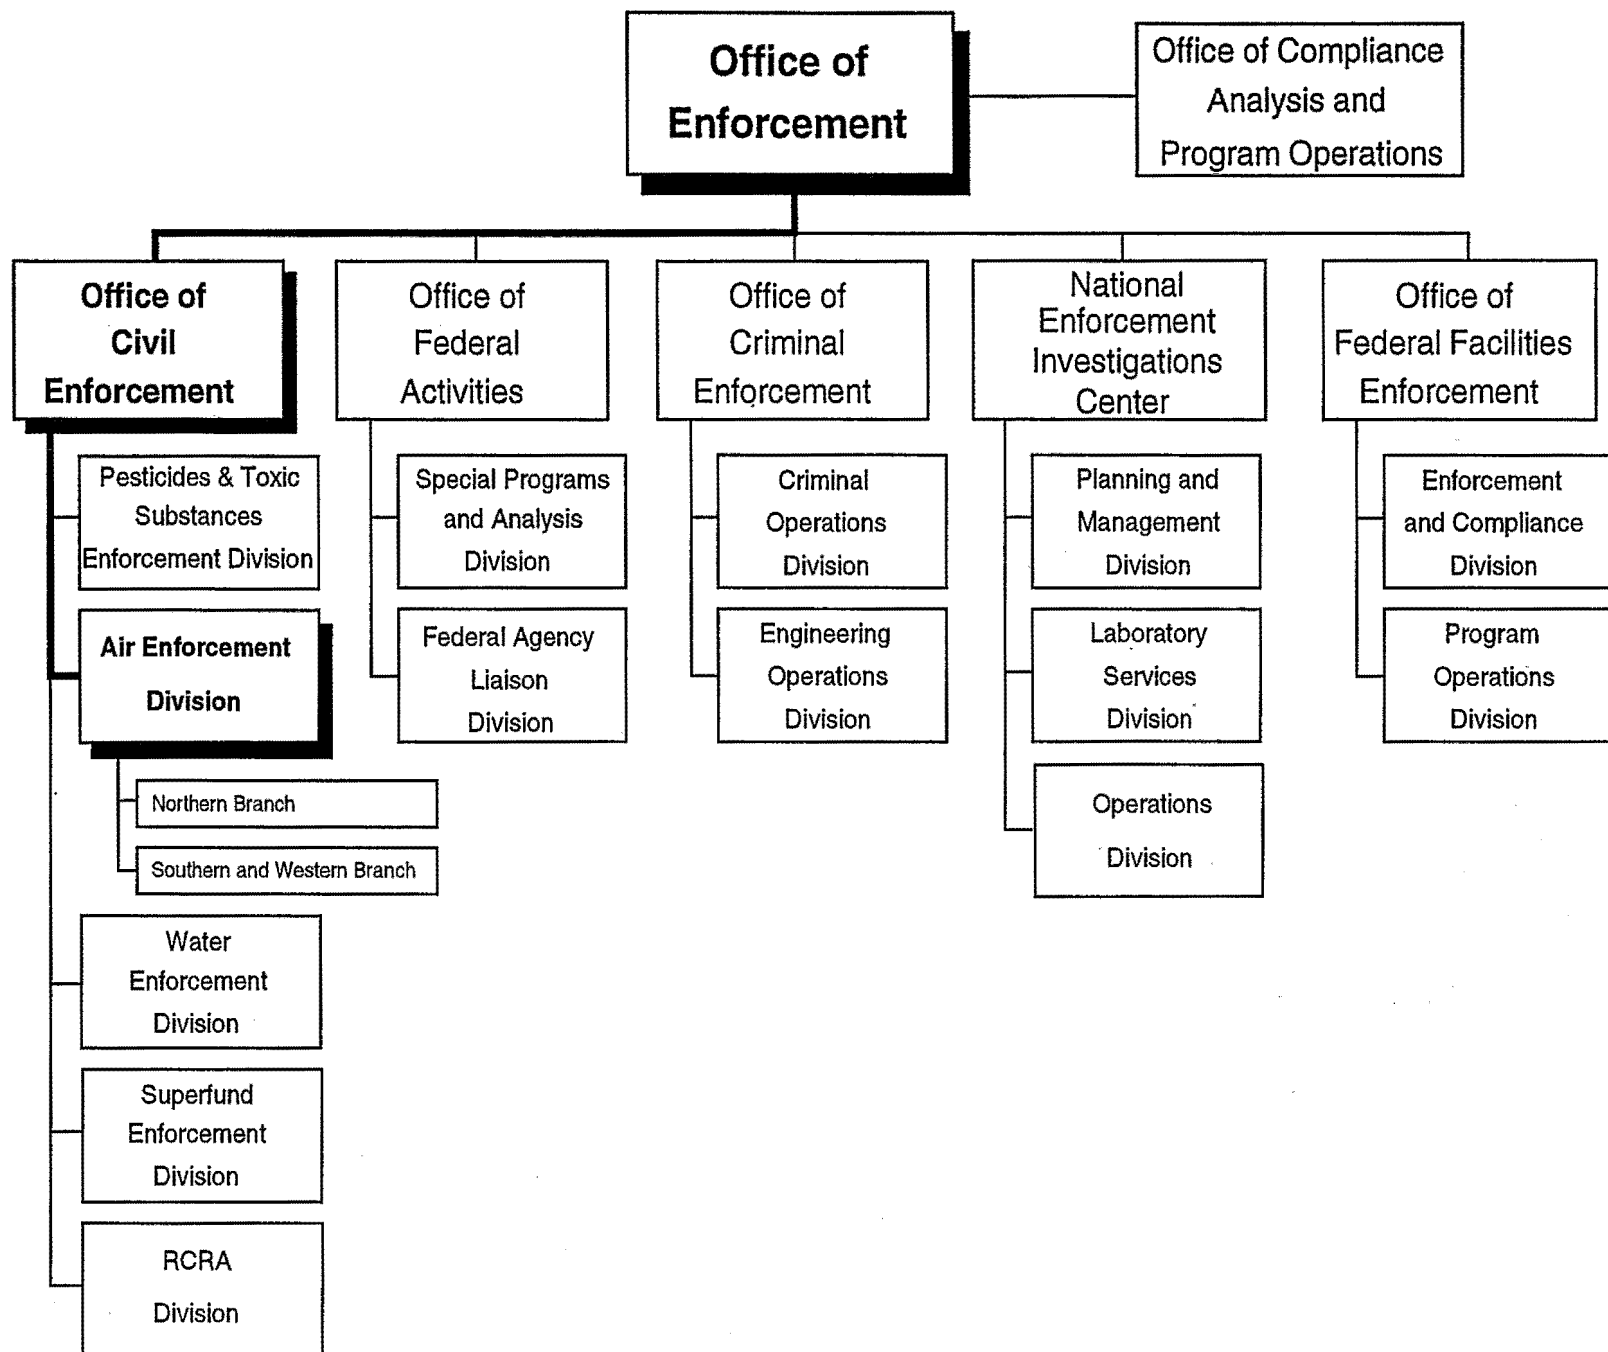 Office of
Enforcement
Office of Compliance
Analysis and
Program Operations
Office of
Civil
Enforcement
Office of
Federal
Activities
Office of
Criminal
Enforcement
National
Enforcement
Investigations
Center
Office of
Federal Facilities
Enforcement
Pesticides & Toxic
Substances
Enforcement Division
Air Enforcement
Division
Northern Branch
Southern and Western Branch
Water
Enforcement
Division
Superfund
Enforcement
Division
RCRA
Division
Special Programs
and Analysis
Division
Federal Agency
Liaison
Division
Criminal
Operations
Division
Engineering
Operations
Division
Planning and
Management
Division
Laboratory
Services
Division
Operations
Division
Enforcement
and Compliance
Division
Program
Operations
Division